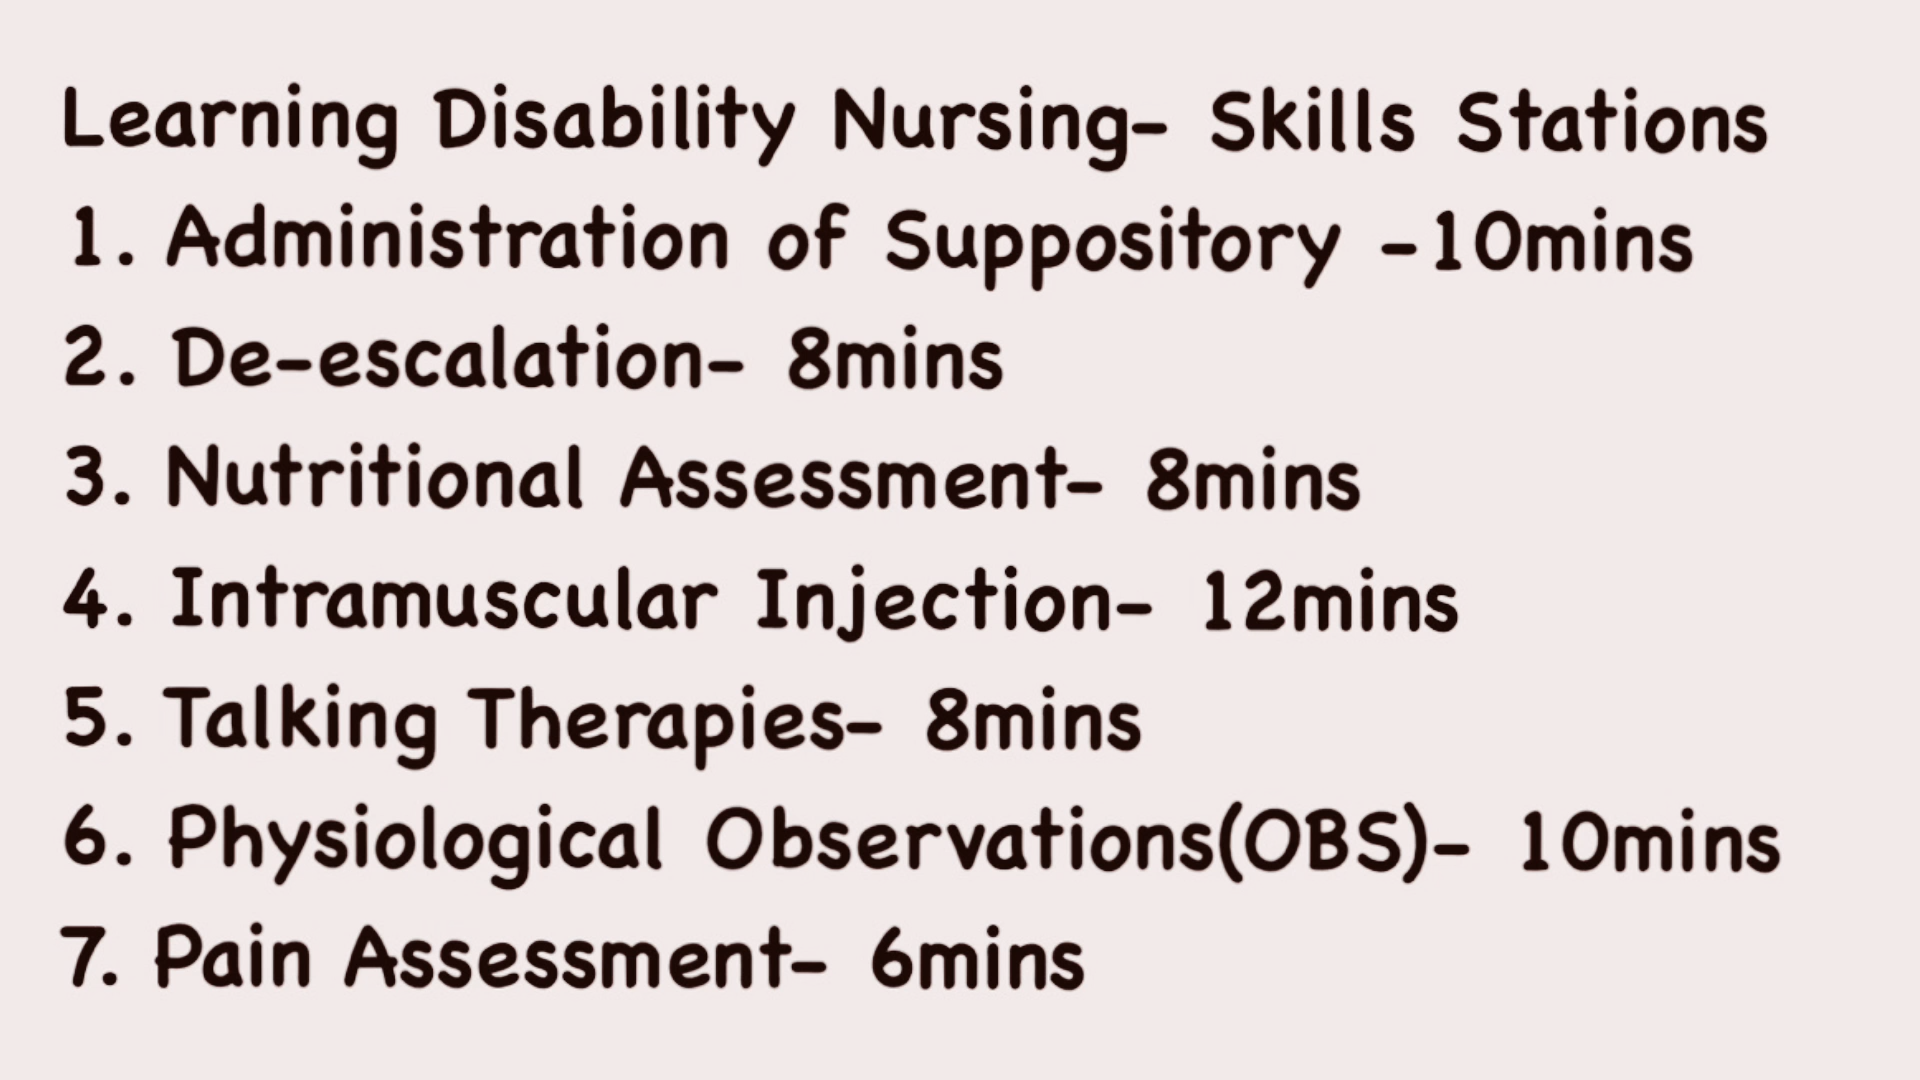 Learning Disability Nursing- Skills Stations
1. Administration of Suppository -10mins
2. De-escalation- 8mins
3. Nutritional Assessment- 8mins
4. Intramuscular Injection- 12mins
5. Talking Therapies- 8mins
6. Physiological Observations(OBS)- 10mins
7. Pain Assessment- 6mins